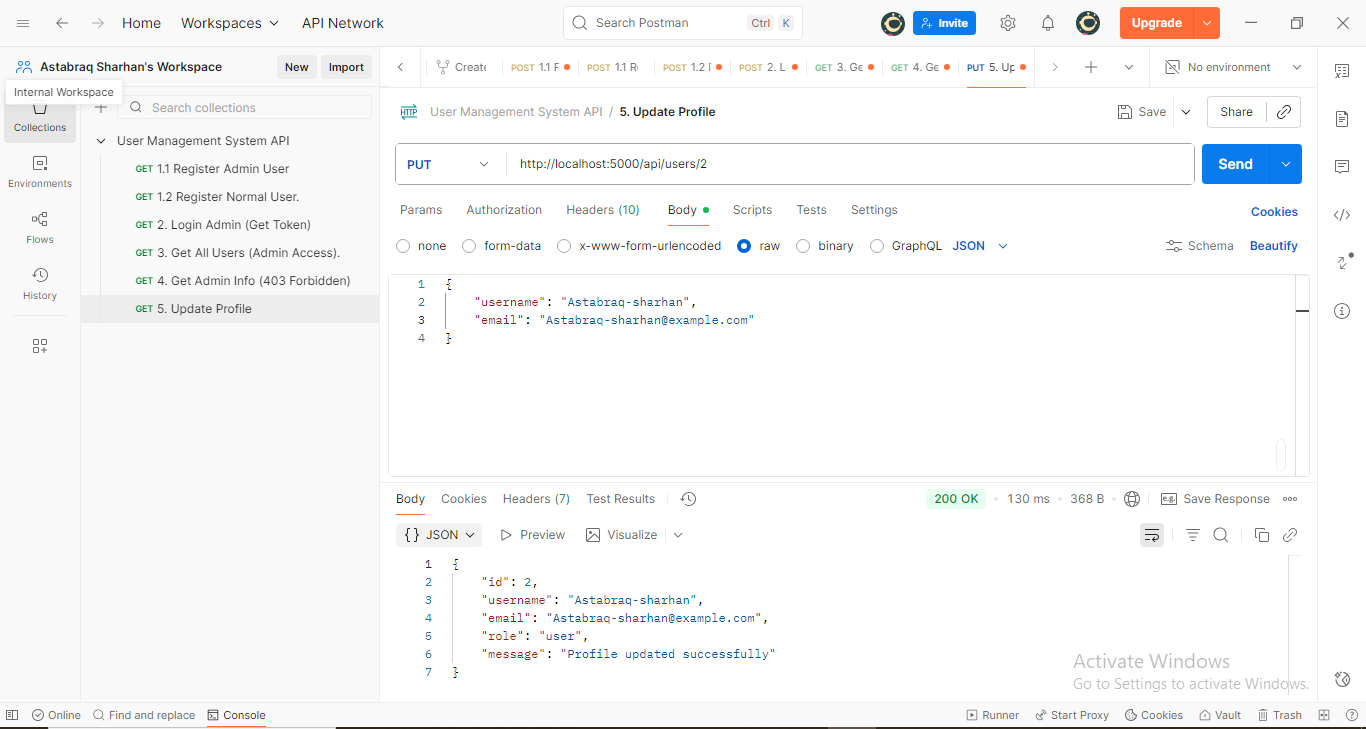 Home Workspaces API Network Search Postman Ctrl K Invite Upgrade
Astabraq Sharhan's Workspace New Import
Internal Workspace
Search collections
Collections
Environments
Flows
History
User Management System API
GET 1.1 Register Admin User
GET 1.2 Register Normal User.
GET 2. Login Admin (Get Token)
GET 3. Get All Users (Admin Access).
GET 4. Get Admin Info (403 Forbidden)
GET 5. Update Profile
Create POST 1.1 F POST 1.1 R POST 1.2 POST 2. L GET 3. Ge GET 4. Ge PUT 5. Up No environment
HTTP User Management System API / 5. Update Profile Save Share
PUT http://localhost:5000/api/users/2 Send
Params Authorization Headers (10) Body Scripts Tests Settings Cookies
none form-data x-www-form-urlencoded raw binary GraphQL JSON Schema Beautify
1 {
2 "username": "Astabraq-sharhan",
3 "email": "Astabraq-sharhan@example.com"
4 }
Body Cookies Headers (7) Test Results 200 OK • 130 ms • 368 B e.g. Save Response
{} JSON Preview Visualize
1 {
2 "id": 2,
3 "username": "Astabraq-sharhan",
4 "email": "Astabraq-sharhan@example.com",
5 "role": "user",
6 "message": "Profile updated successfully"
7 }
Activate Windows
Go to Settings to activate Windows.
Online Find and replace Console Runner Start Proxy Cookies Vault Trash